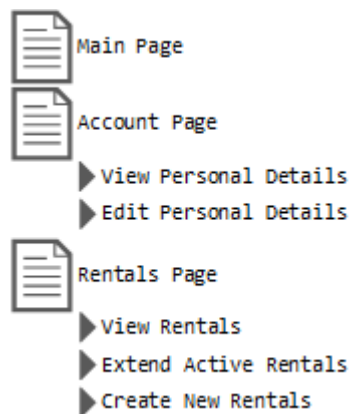 Main Page
Account Page
View Personal Details
Edit Personal Details
Rentals Page
View Rentals
Extend Active Rentals
Create New Rentals